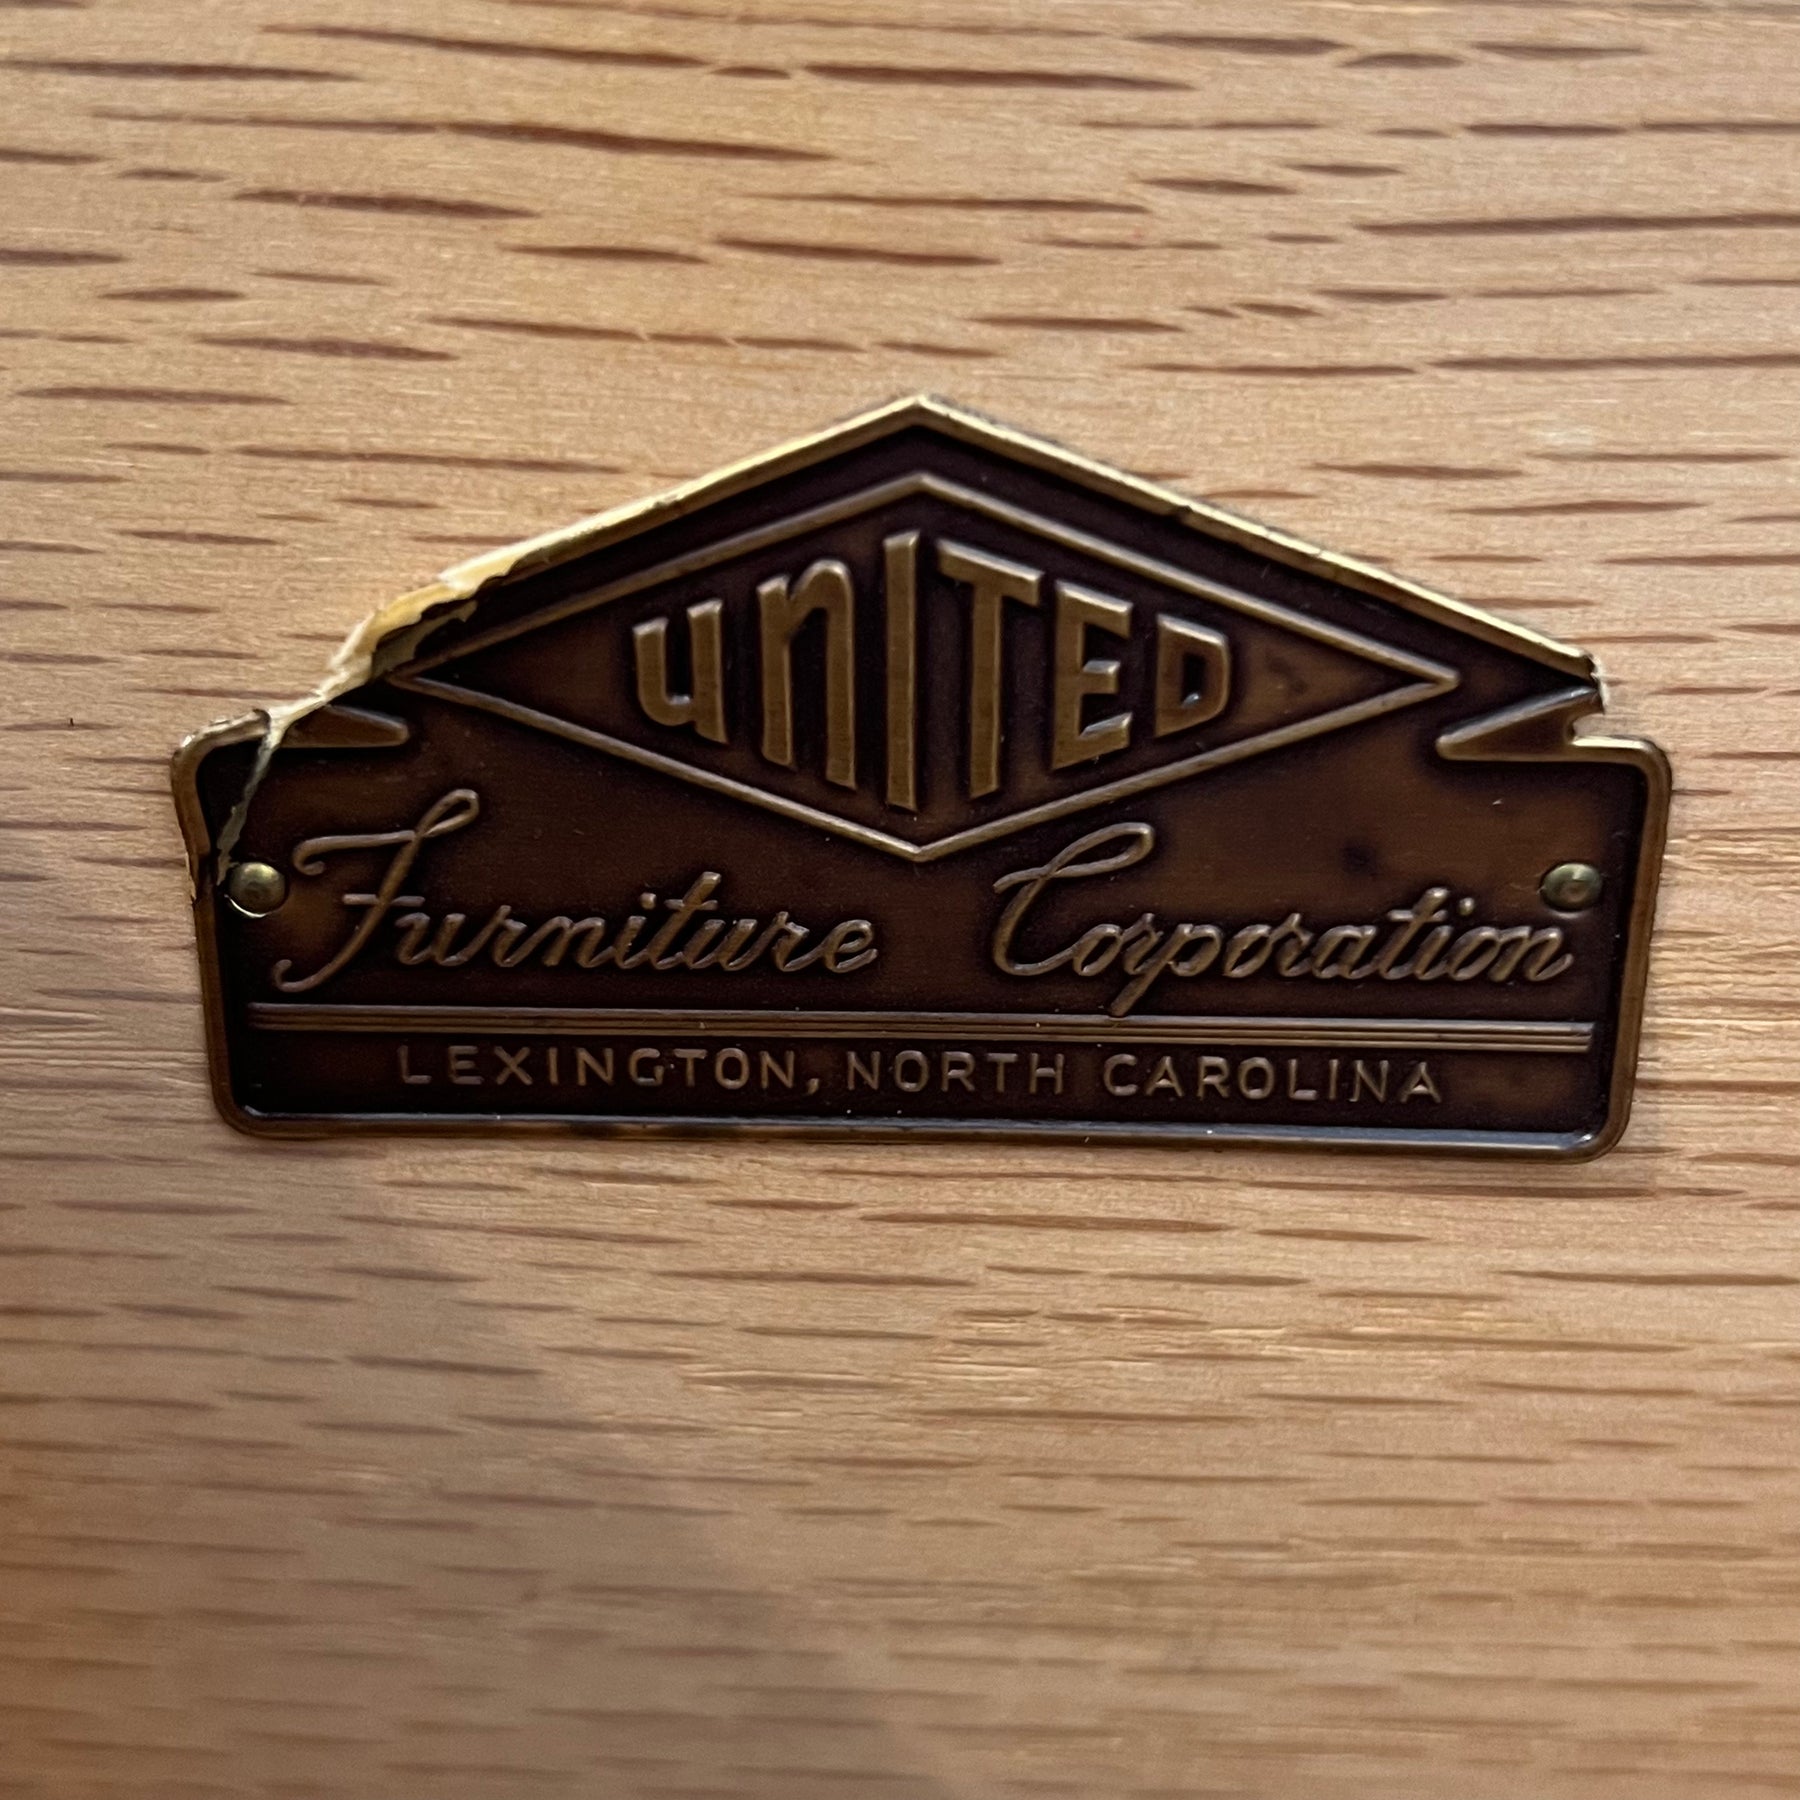 unITED
Furniture Corporation
LEXINGTON, NORTH CAROLINA